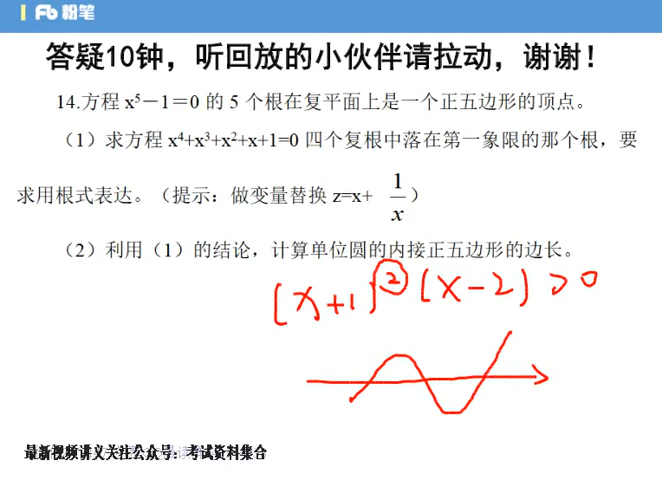 粉笔
答疑10钟，听回放的小伙伴请拉动，谢谢！
14.方程 x⁵－1＝0 的 5 个根在复平面上是一个正五边形的顶点。
（1）求方程 x⁴+x³+x²+x+1=0 四个复根中落在第一象限的那个根，要
求用根式表达。（提示：做变量替换 z=x+ 1/x）
（2）利用（1）的结论，计算单位圆的内接正五边形的边长。
(x+1)²(x-2)>0
最新视频讲义关注公众号：考试资料集合